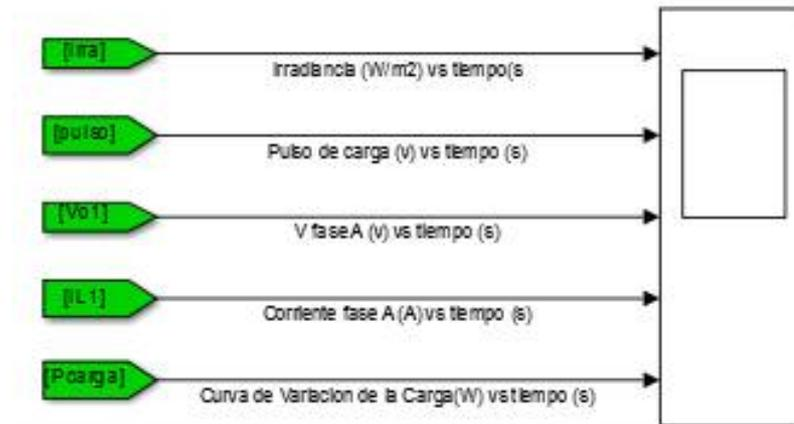 [Irra]
Irradiancia (W/m2) vs tiempo(s
[pulso]
Pulso de carga (v) vs tiempo (s)
[Vo1]
V fase A (v) vs tiempo (s)
[IL1]
Corriente fase A (A) vs tiempo (s)
[Pcarga]
Curva de Variacion de la Carga(W) vs tiempo (s)